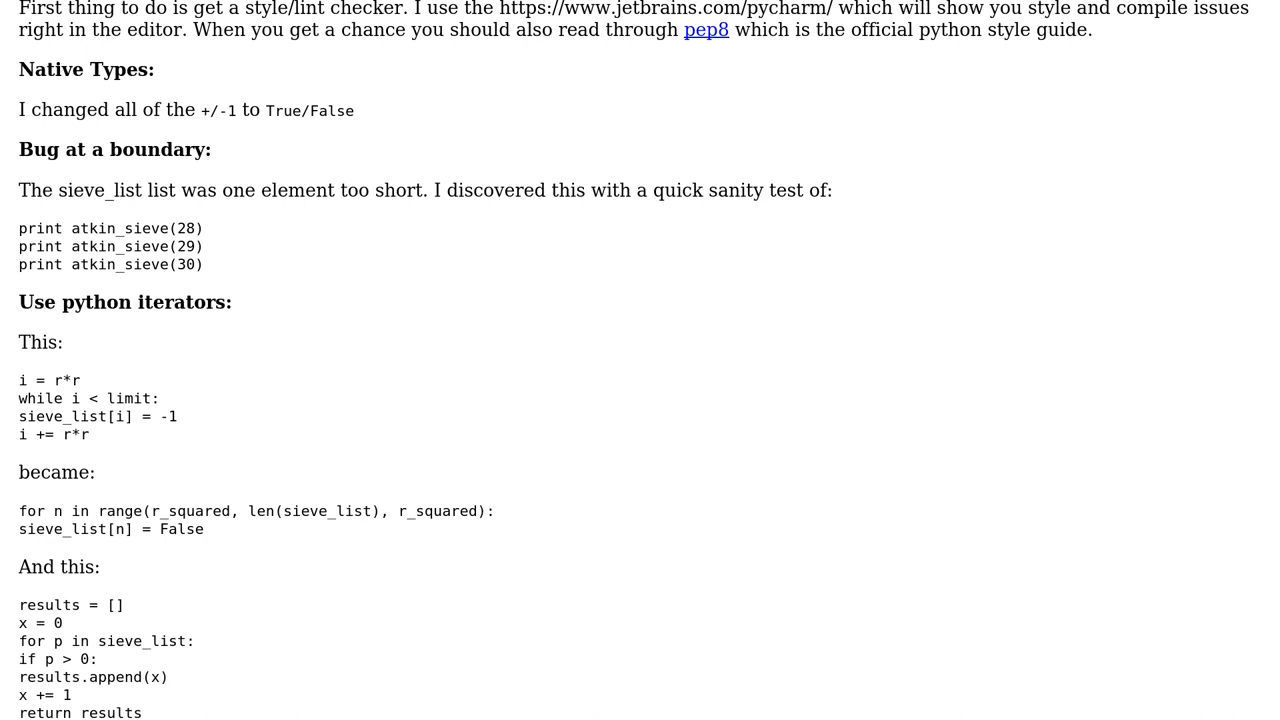 First thing to do is get a style/lint checker. I use the https://www.jetbrains.com/pycharm/ which will show you style and compile issues
right in the editor. When you get a chance you should also read through pep8 which is the official python style guide.
Native Types:
I changed all of the +/-1 to True/False
Bug at a boundary:
The sieve_list list was one element too short. I discovered this with a quick sanity test of:
print atkin_sieve(28)
print atkin_sieve(29)
print atkin_sieve(30)
Use python iterators:
This:
i = r*r
while i < limit:
sieve_list[i] = -1
i += r*r
became:
for n in range(r_squared, len(sieve_list), r_squared):
sieve_list[n] = False
And this:
results = []
x = 0
for p in sieve_list:
if p > 0:
results.append(x)
x += 1
return results